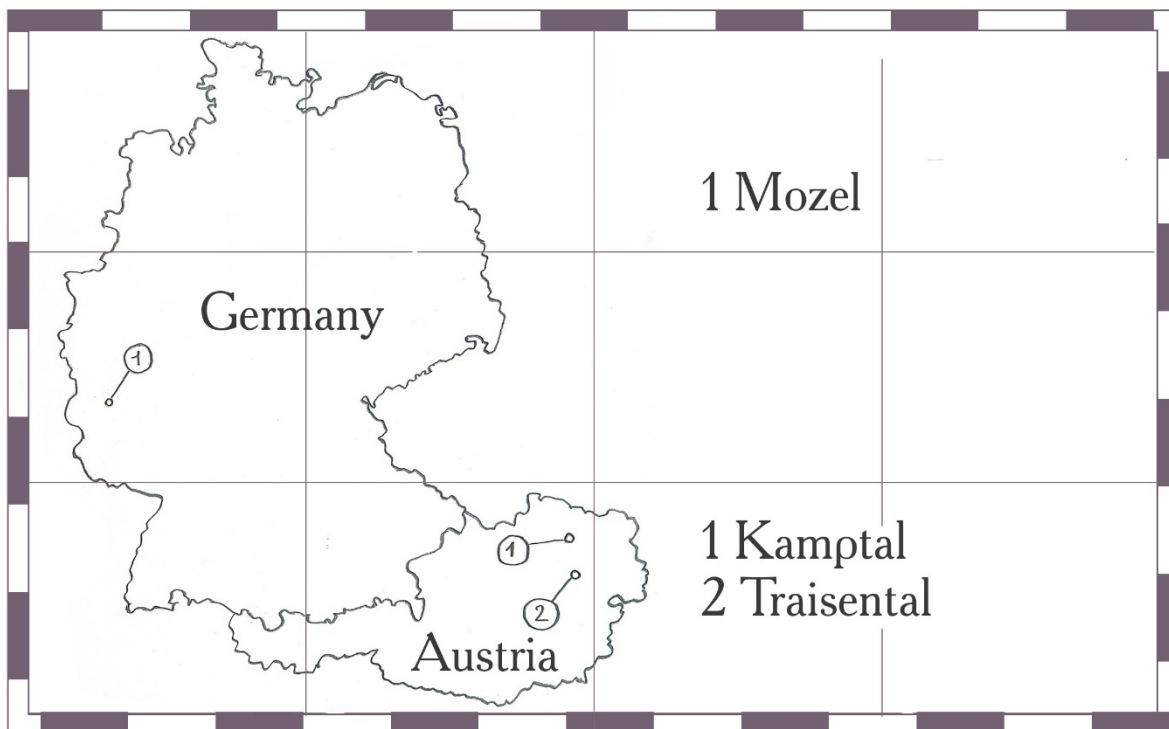 1 Mozel
Germany
1
1 Kamptal
1
2 Traisental
2
Austria